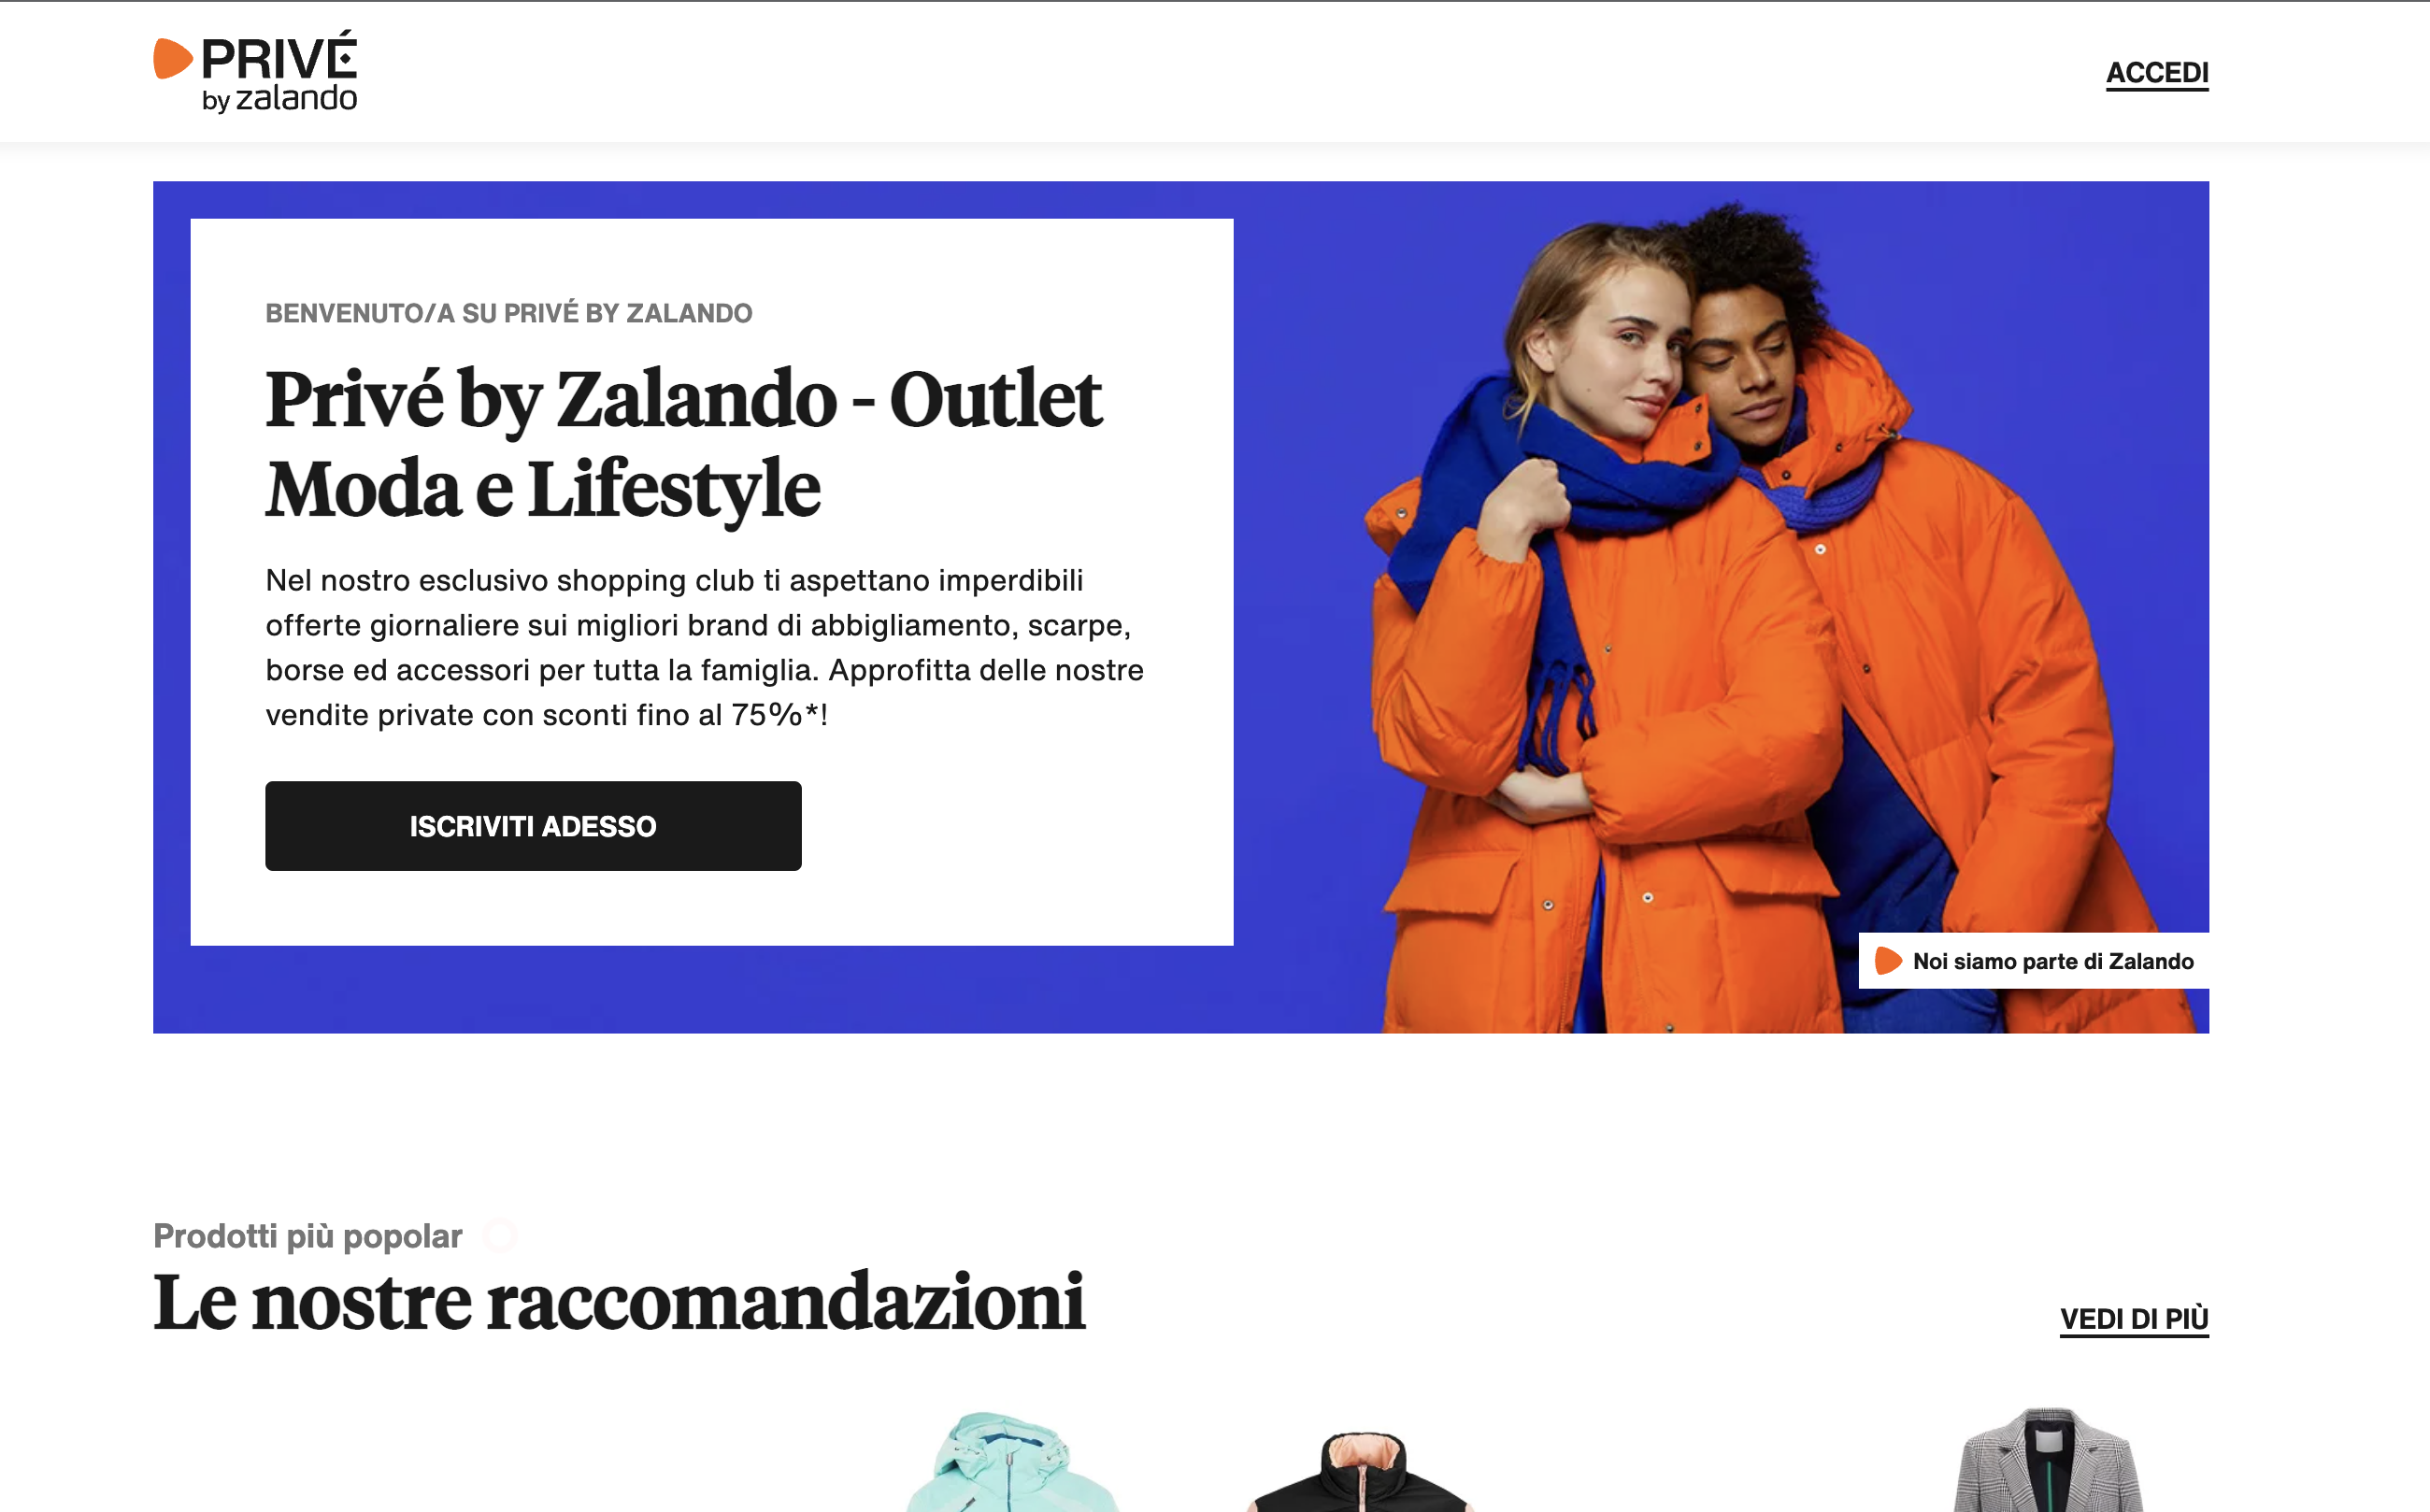 PRIVÉ
by zalando
ACCEDI
BENVENUTO/A SU PRIVÉ BY ZALANDO
Privé by Zalando - Outlet
Moda e Lifestyle
Nel nostro esclusivo shopping club ti aspettano imperdibili
offerte giornaliere sui migliori brand di abbigliamento, scarpe,
borse ed accessori per tutta la famiglia. Approfitta delle nostre
vendite private con sconti fino al 75%*!
ISCRIVITI ADESSO
Noi siamo parte di Zalando
Prodotti più popolar
Le nostre raccomandazioni
VEDI DI PIÙ